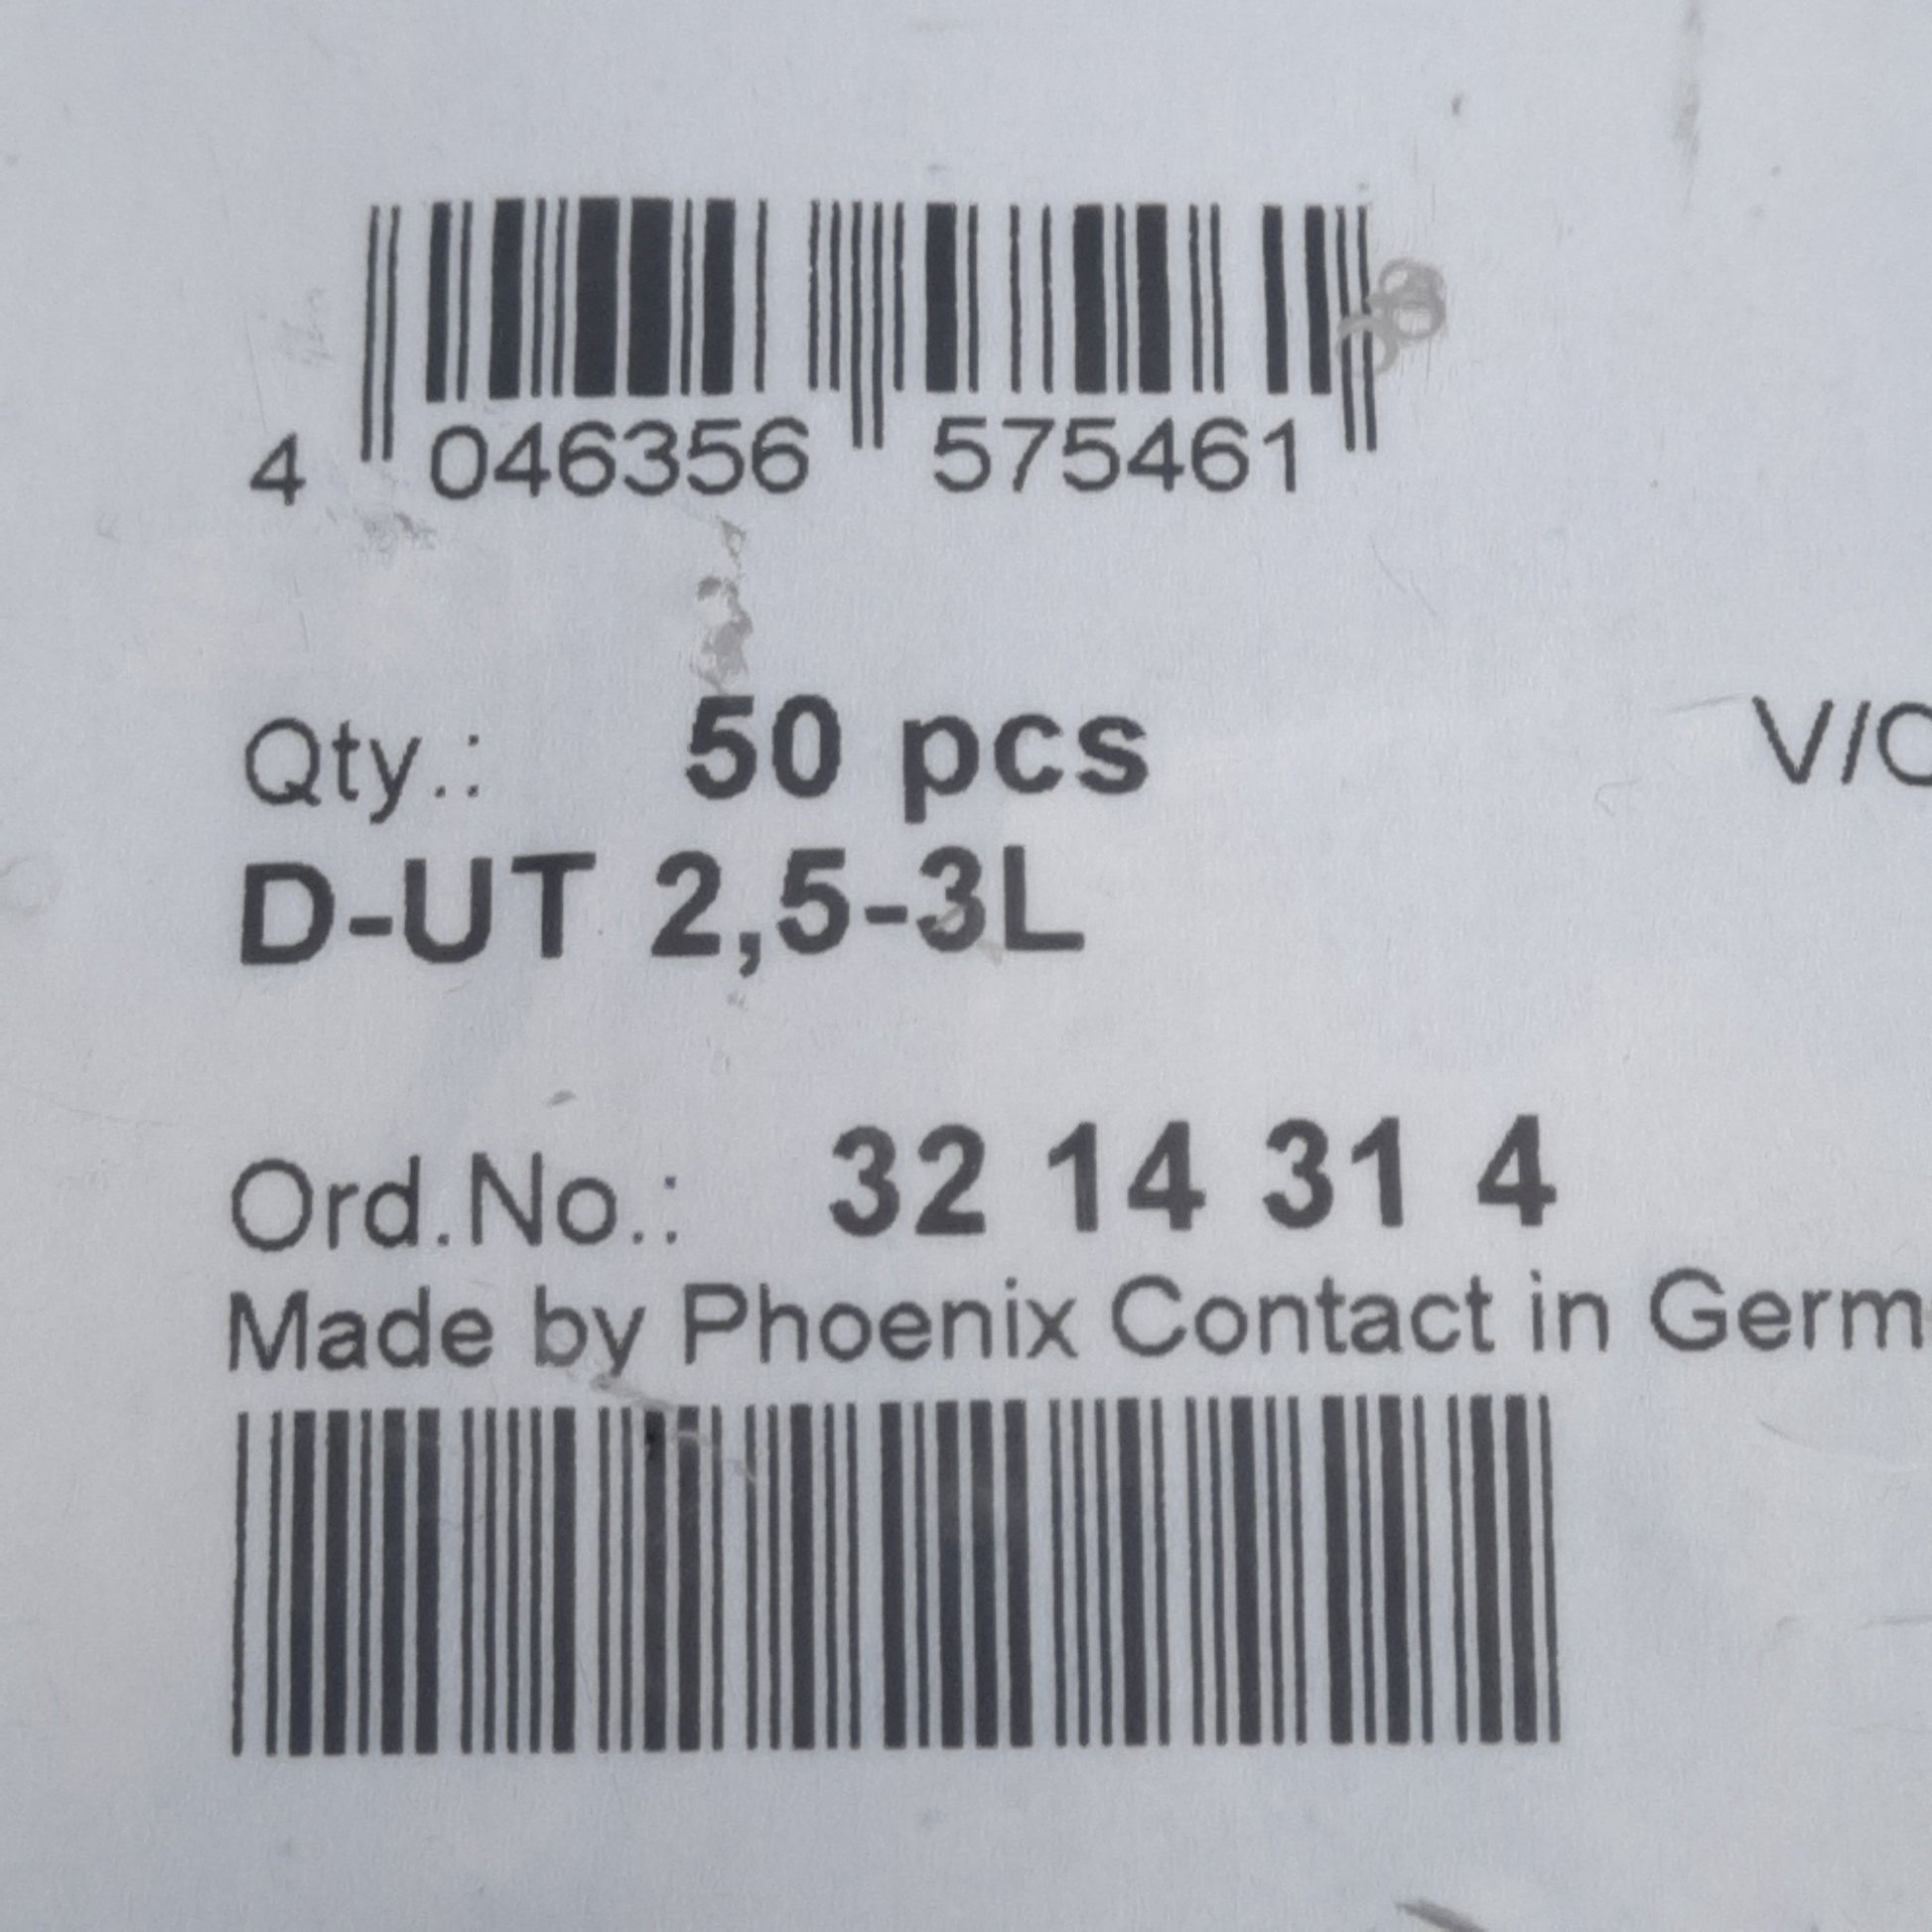 4 046356 575461
Qty.: 50 pcs V/C
D-UT 2,5-3L
Ord.No.: 32 14 31 4
Made by Phoenix Contact in Germ